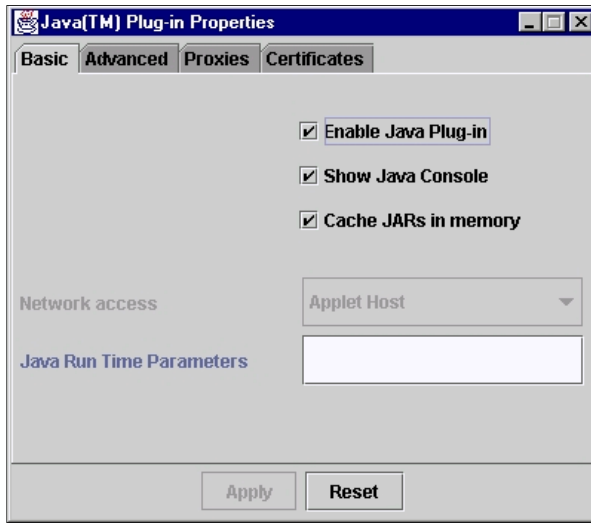 Java(TM) Plug-in Properties
Basic Advanced Proxies Certificates
Enable Java Plug-in
Show Java Console
Cache JARs in memory
Network access Applet Host
Java Run Time Parameters
Apply Reset